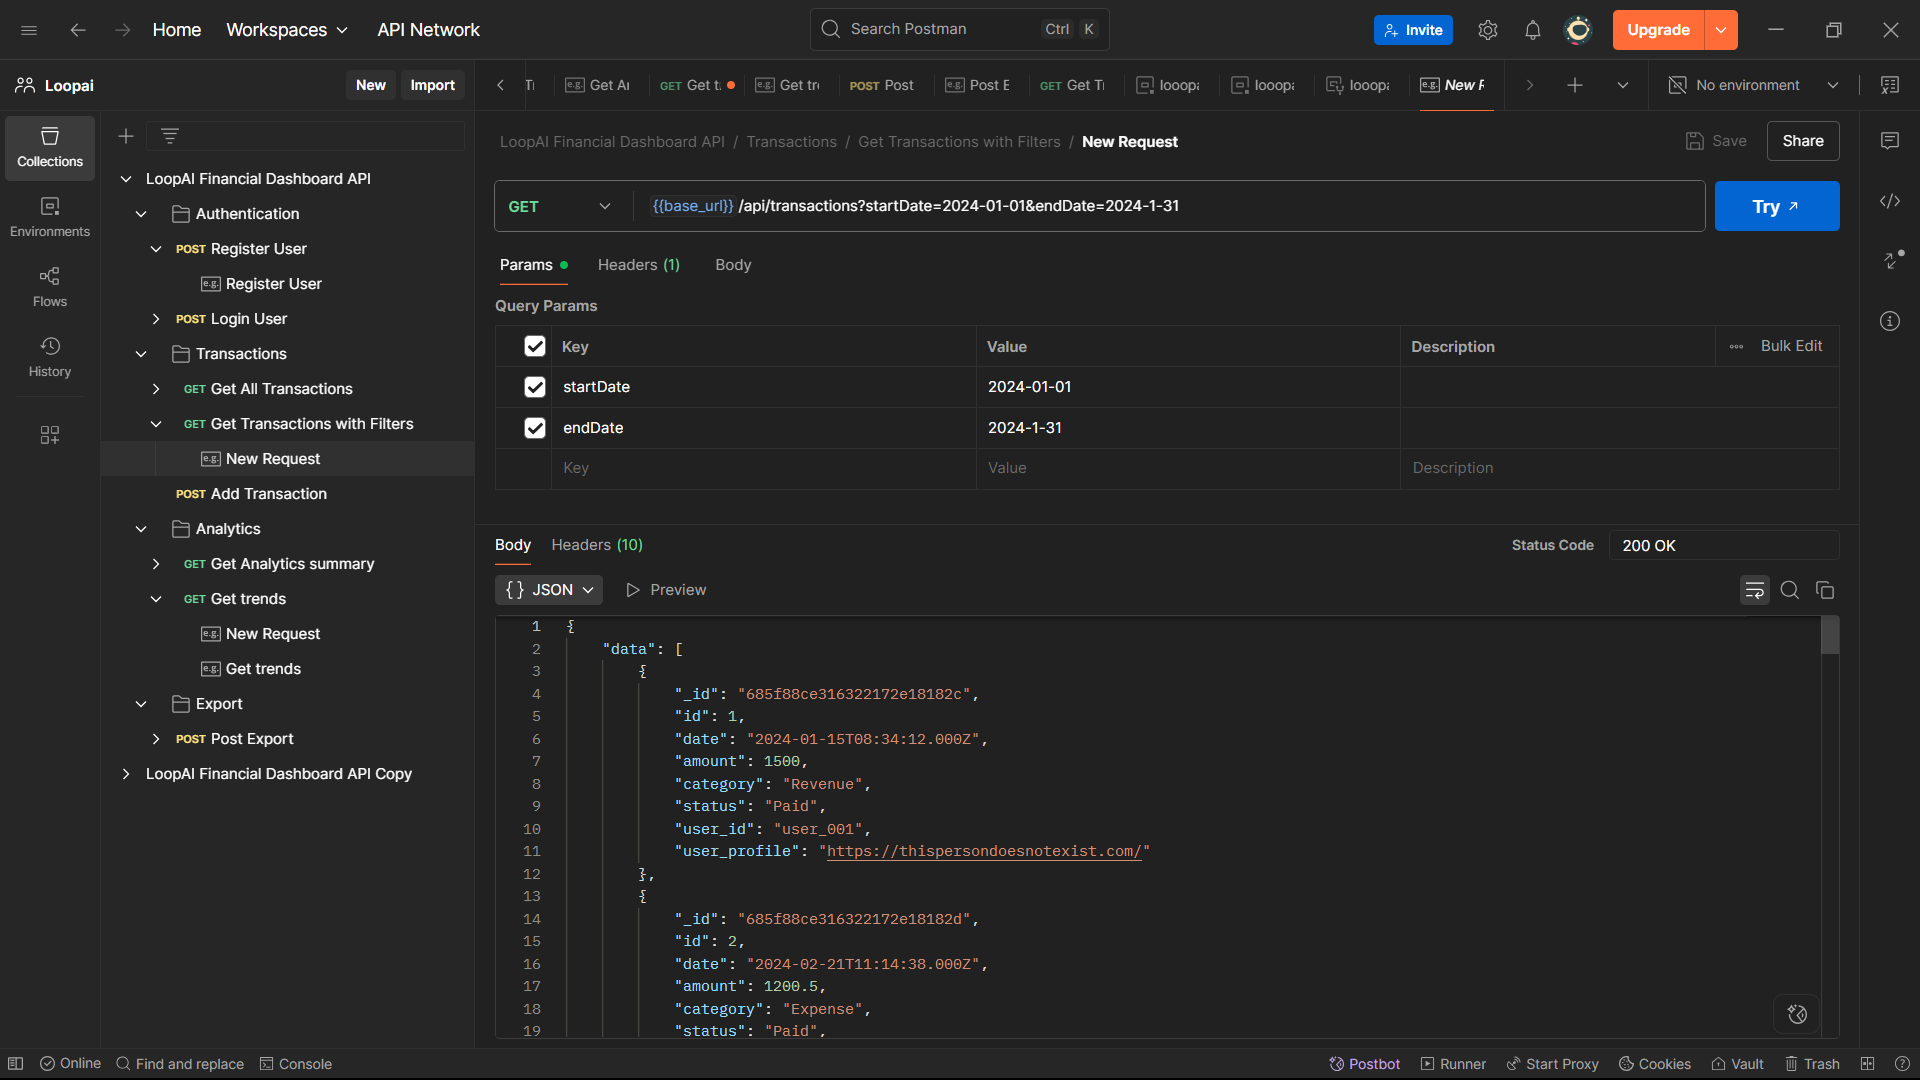 Home Workspaces API Network
Search Postman Ctrl K
Invite Upgrade
Loopai New Import
Get t. Get tr POST Post Post E GET Get looop looop looop New
No environment
Collections
Environments
Flows
History
LoopAI Financial Dashboard API
Authentication
POST Register User
e.g. Register User
POST Login User
Transactions
GET Get All Transactions
GET Get Transactions with Filters
e.g. New Request
POST Add Transaction
Analytics
GET Get Analytics summary
GET Get trends
e.g. New Request
e.g. Get trends
Export
POST Post Export
LoopAI Financial Dashboard API Copy
LoopAI Financial Dashboard API / Transactions / Get Transactions with Filters / New Request
Save Share
GET {{base_url}} /api/transactions?startDate=2024-01-01&endDate=2024-1-31
Try
Params Headers (1) Body
Query Params
Key Value Description Bulk Edit
startDate 2024-01-01
endDate 2024-1-31
Key Value Description
Body Headers (10)
Status Code 200 OK
{} JSON Preview
1 {
2 "data": [
3 {
4 "_id": "685f88ce316322172e18182c",
5 "id": 1,
6 "date": "2024-01-15T08:34:12.000Z",
7 "amount": 1500,
8 "category": "Revenue",
9 "status": "Paid",
10 "user_id": "user_001",
11 "user_profile": "https://thispersondoesnotexist.com/"
12 },
13 {
14 "_id": "685f88ce316322172e18182d",
15 "id": 2,
16 "date": "2024-02-21T11:14:38.000Z",
17 "amount": 1200.5,
18 "category": "Expense",
19 "status": "Paid",
Online Find and replace Console
Postbot Runner Start Proxy Cookies Vault Trash